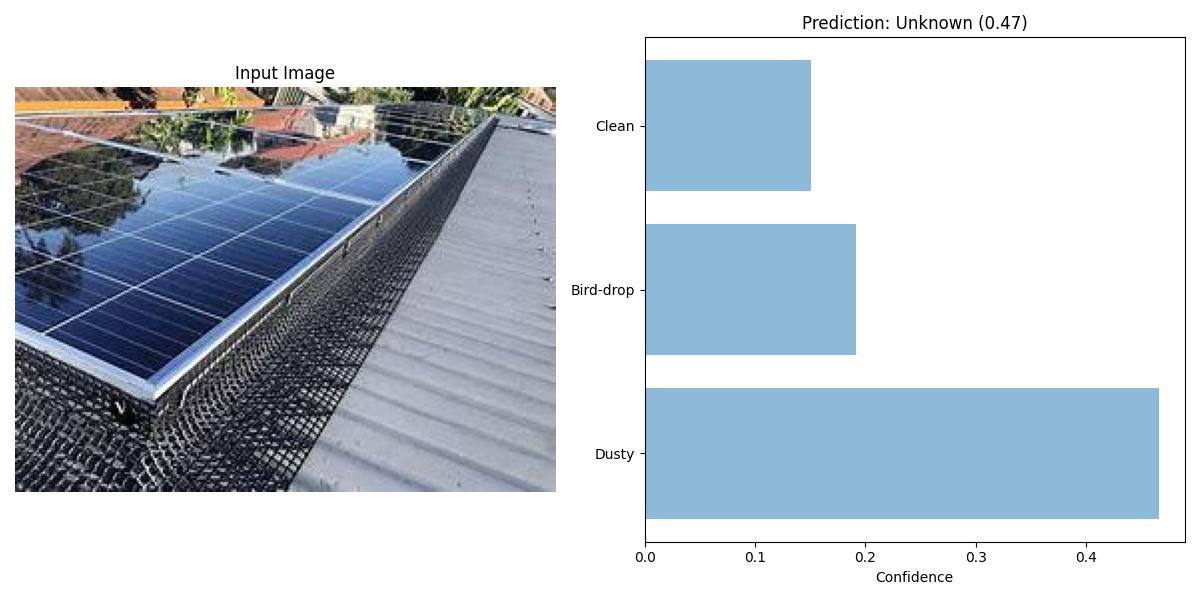 Input Image
Prediction: Unknown (0.47)
Clean
Bird-drop
Dusty
0.0 0.1 0.2 0.3 0.4
Confidence